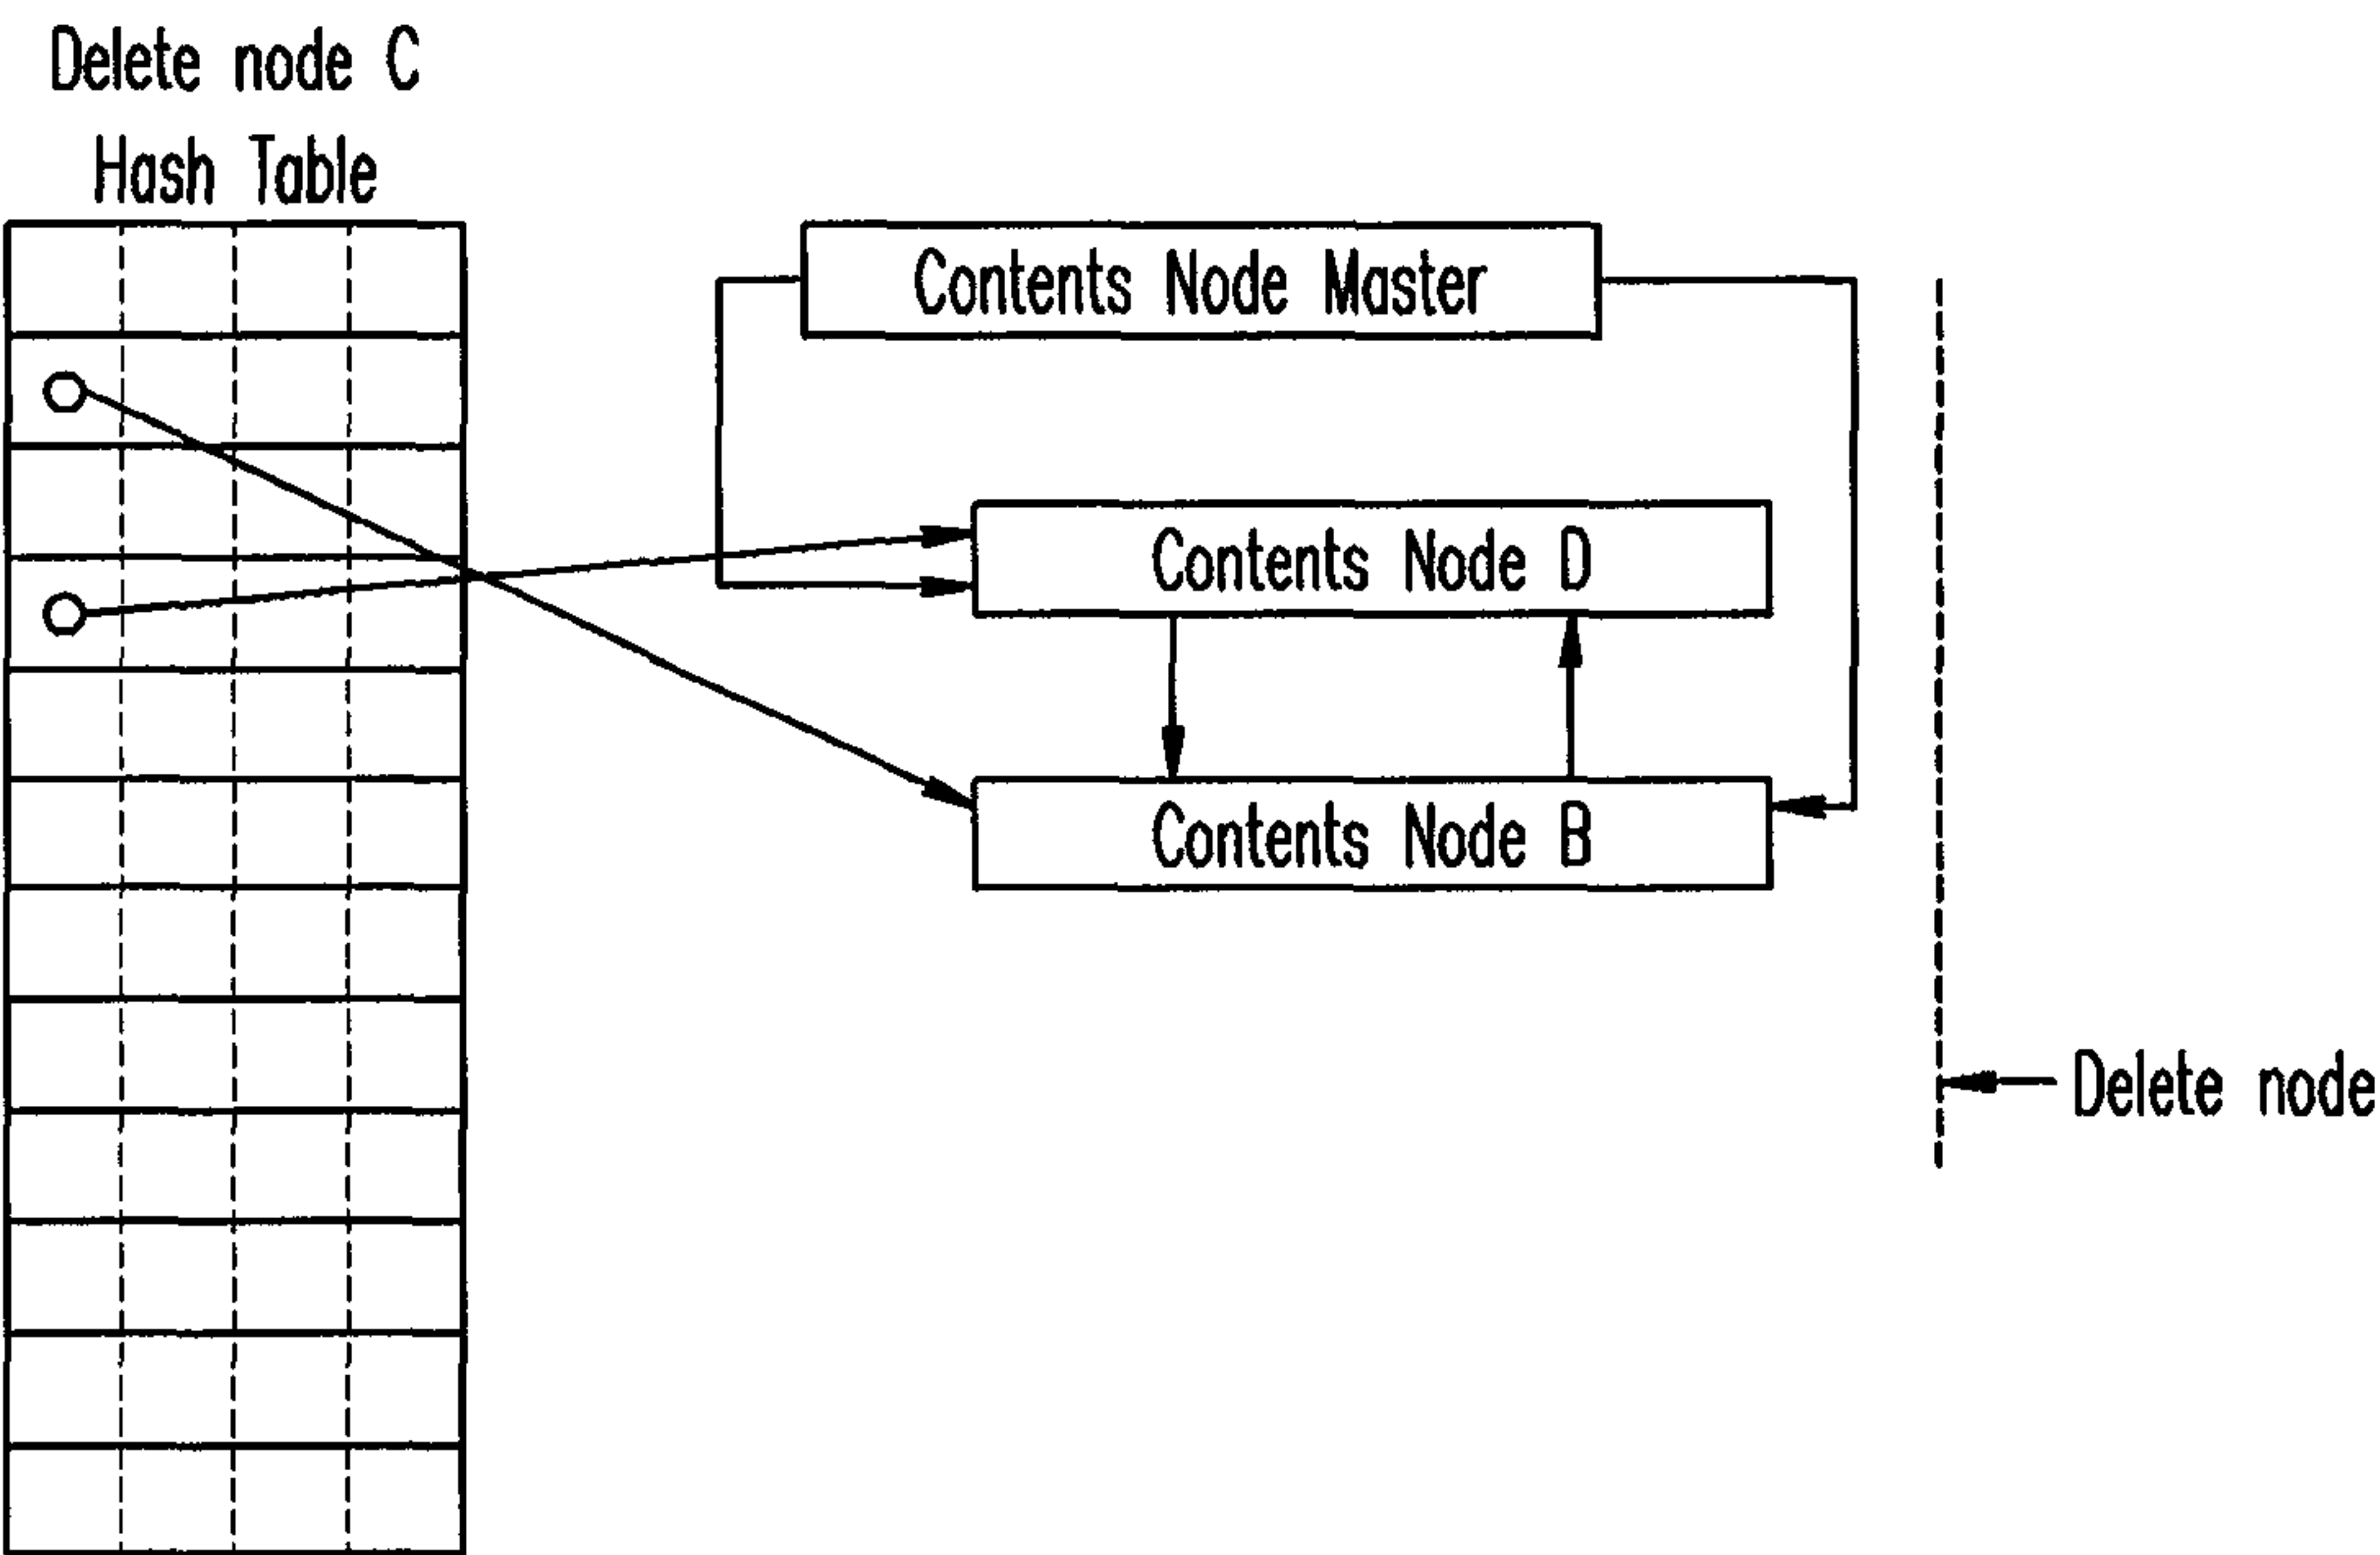 Delete node C
Hash Table
Contents Node Master
Contents Node D
Contents Node B
Delete node